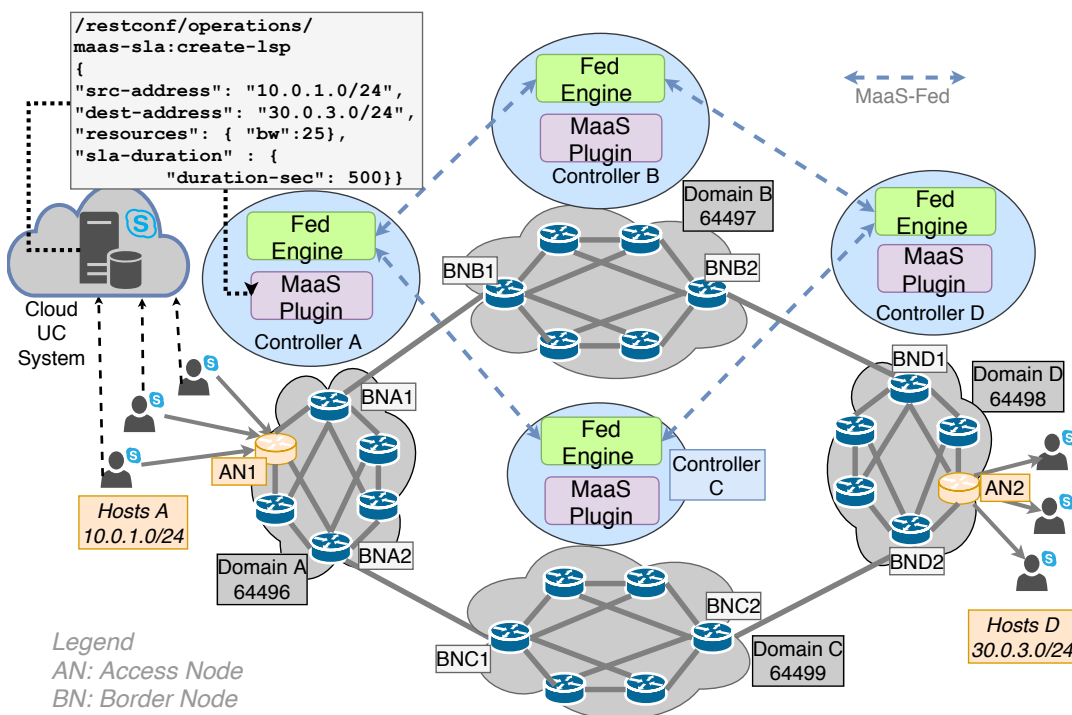 /restconf/operations/
maas-sla:create-lsp
{
"src-address": "10.0.1.0/24",
"dest-address": "30.0.3.0/24",
"resources": { "bw":25},
"sla-duration" : {
"duration-sec": 500}}
Fed
Engine
MaaS
Plugin
Controller B
MaaS-Fed
S
Cloud
UC
System
Fed
Engine
MaaS
Plugin
Controller A
Domain B
64497
BNB1
BNB2
Fed
Engine
MaaS
Plugin
Controller D
S
S
S
BNA1
AN1
BNA2
Hosts A
10.0.1.0/24
Domain A
64496
Fed
Engine
MaaS
Plugin
Controller
C
BND1
Domain D
64498
AN2
BND2
S
S
S
Hosts D
30.0.3.0/24
BNC1
BNC2
Domain C
64499
Legend
AN: Access Node
BN: Border Node